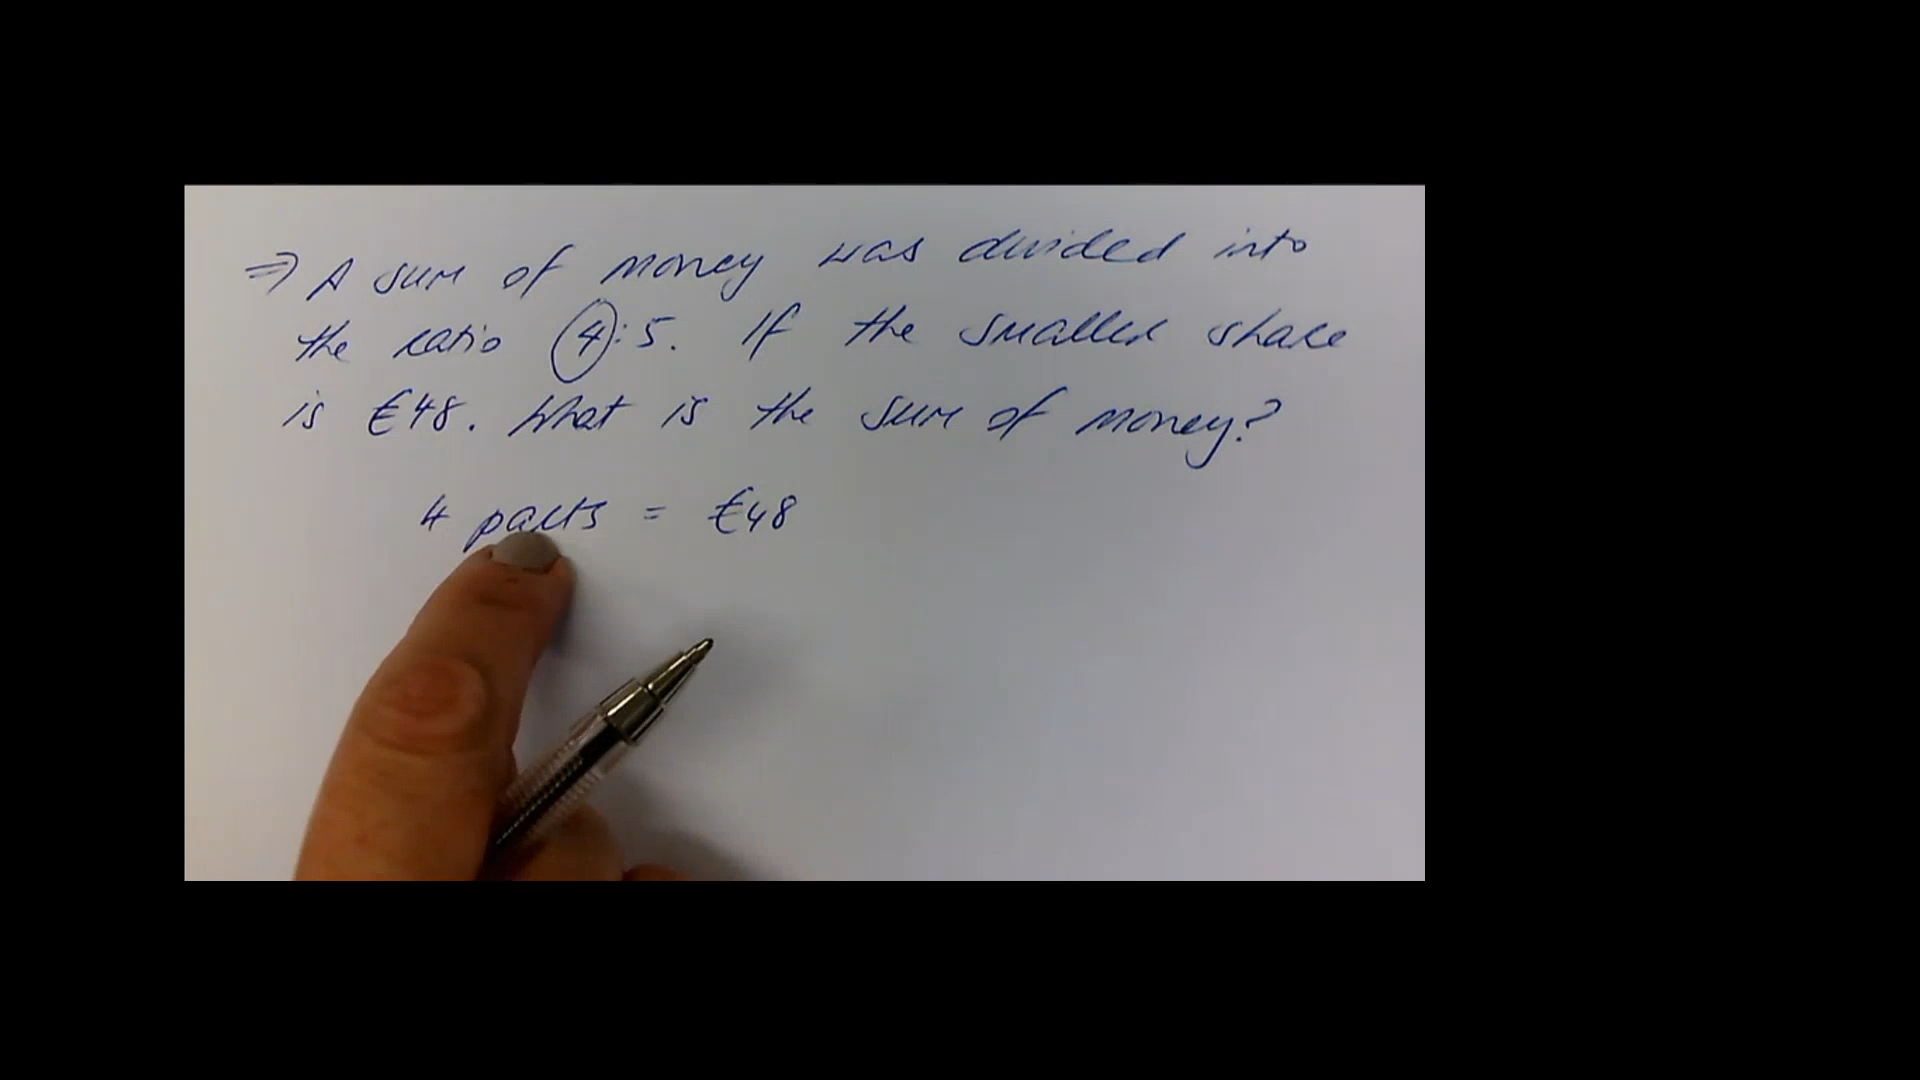 ⇒ A sum of money was divided into
the ratio 4:5. If the smaller share
is €48. What is the sum of money?
4 parts = €48